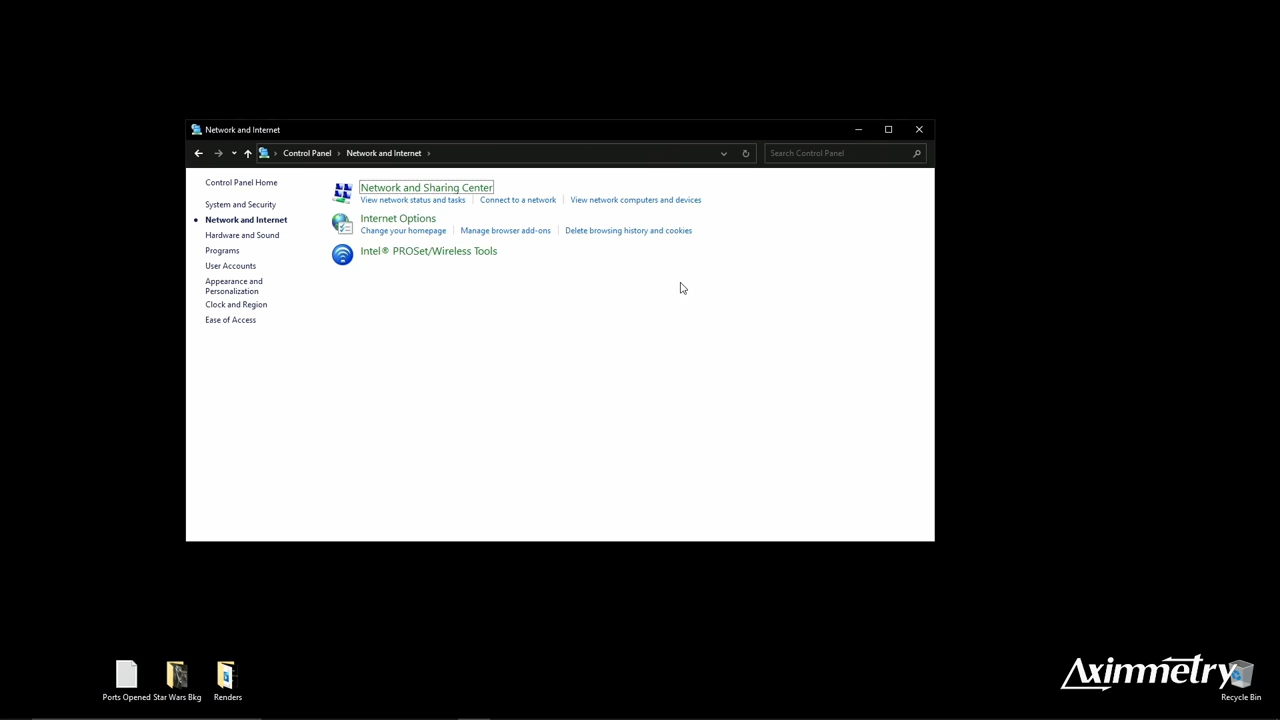 Network and Internet
Control Panel > Network and Internet >
Search Control Panel
Control Panel Home
System and Security
Network and Internet
Hardware and Sound
Programs
User Accounts
Appearance and
Personalization
Clock and Region
Ease of Access
Network and Sharing Center
View network status and tasks | Connect to a network | View network computers and devices
Internet Options
Change your homepage | Manage browser add-ons | Delete browsing history and cookies
Intel® PROSet/Wireless Tools
Aximmetry
Ports Opened
Star Wars Bkg
Renders
Recycle Bin